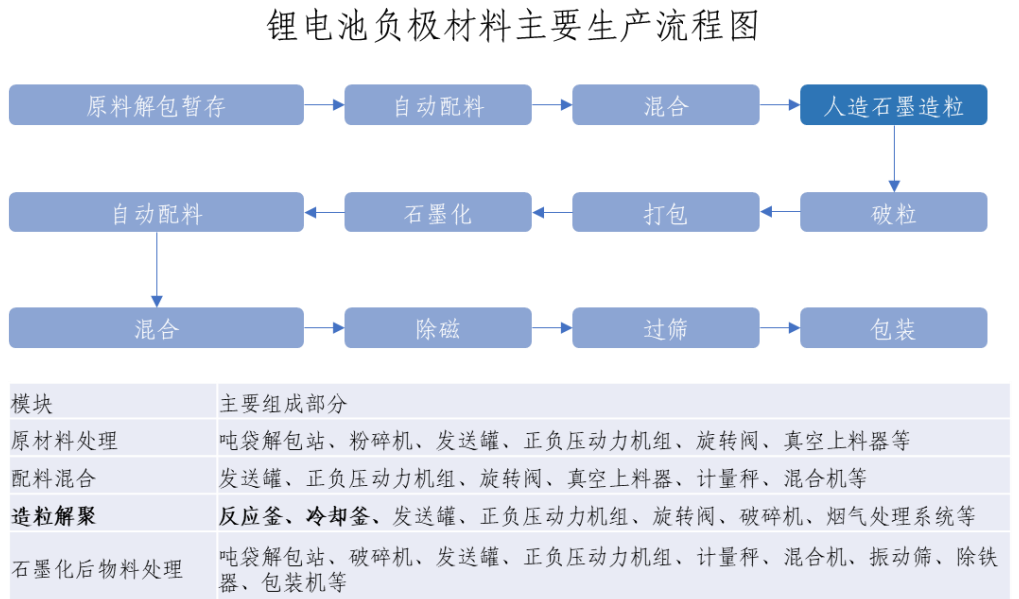 锂电池负极材料主要生产流程图
原料解包暂存
自动配料
混合
人造石墨造粒
自动配料
石墨化
打包
破粒
混合
除磁
过筛
包装
模块
主要组成部分
原材料处理
吨袋解包站、粉碎机、发送罐、正负压动力机组、旋转阀、真空上料器等
配料混合
发送罐、正负压动力机组、旋转阀、真空上料器、计量秤、混合机等
造粒解聚
反应釜、冷却釜、发送罐、正负压动力机组、旋转阀、破碎机、烟气处理系统等
石墨化后物料处理
吨袋解包站、破碎机、发送罐、正负压动力机组、计量秤、混合机、振动筛、除铁
器、包装机等